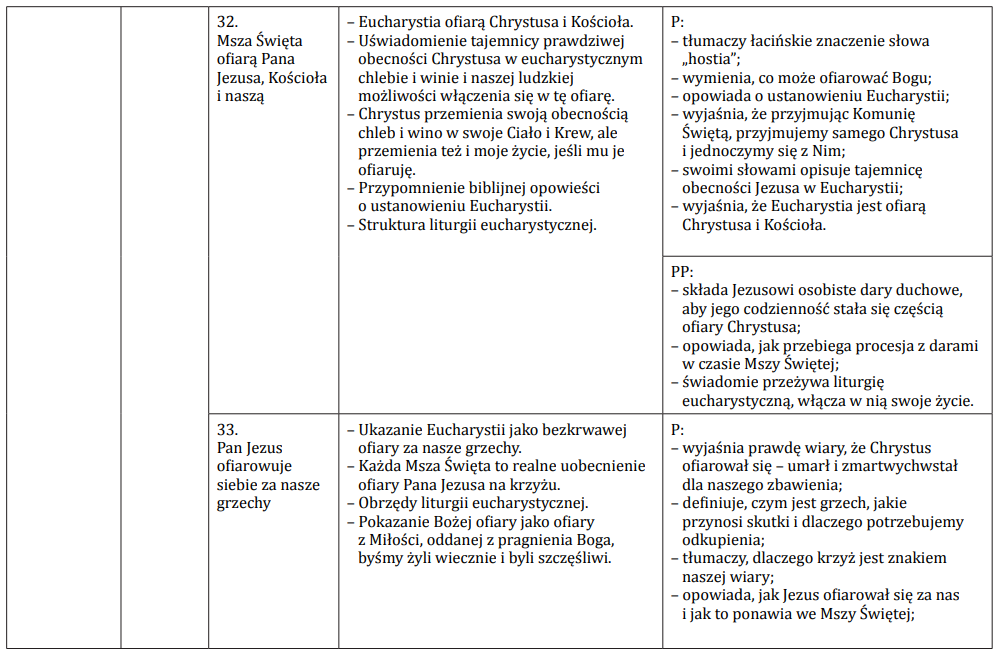 32.
Msza Święta
ofiarą Pana
Jezusa, Kościoła
i naszą
– Eucharystia ofiarą Chrystusa i Kościoła.
– Uświadomienie tajemnicy prawdziwej
obecności Chrystusa w eucharystycznym
chlebie i winie i naszej ludzkiej
możliwości włączenia się w tę ofiarę.
– Chrystus przemienia swoją obecnością
chleb i wino w swoje Ciało i Krew, ale
przemienia też i moje życie, jeśli mu je
ofiaruję.
– Przypomnienie biblijnej opowieści
o ustanowieniu Eucharystii.
– Struktura liturgii eucharystycznej.
P:
– tłumaczy łacińskie znaczenie słowa
„hostia”;
– wymienia, co może ofiarować Bogu;
– opowiada o ustanowieniu Eucharystii;
– wyjaśnia, że przyjmując Komunię
Świętą, przyjmujemy samego Chrystusa
i jednoczymy się z Nim;
– swoimi słowami opisuje tajemnicę
obecności Jezusa w Eucharystii;
– wyjaśnia, że Eucharystia jest ofiarą
Chrystusa i Kościoła.
PP:
– składa Jezusowi osobiste dary duchowe,
aby jego codzienność stała się częścią
ofiary Chrystusa;
– opowiada, jak przebiega procesja z darami
w czasie Mszy Świętej;
– świadomie przeżywa liturgię
eucharystyczną, włącza w nią swoje życie.
33.
Pan Jezus
ofiarowuje
siebie za nasze
grzechy
– Ukazanie Eucharystii jako bezkrwawej
ofiary za nasze grzechy.
– Każda Msza Święta to realne uobecnienie
ofiary Pana Jezusa na krzyżu.
– Obrzędy liturgii eucharystycznej.
– Pokazanie Bożej ofiary jako ofiary
z Miłości, oddanej z pragnienia Boga,
byśmy żyli wiecznie i byli szczęśliwi.
P:
– wyjaśnia prawdę wiary, że Chrystus
ofiarował się – umarł i zmartwychwstał
dla naszego zbawienia;
– definiuje, czym jest grzech, jakie
przynosi skutki i dlaczego potrzebujemy
odkupienia;
– tłumaczy, dlaczego krzyż jest znakiem
naszej wiary;
– opowiada, jak Jezus ofiarował się za nas
i jak to ponawia we Mszy Świętej;